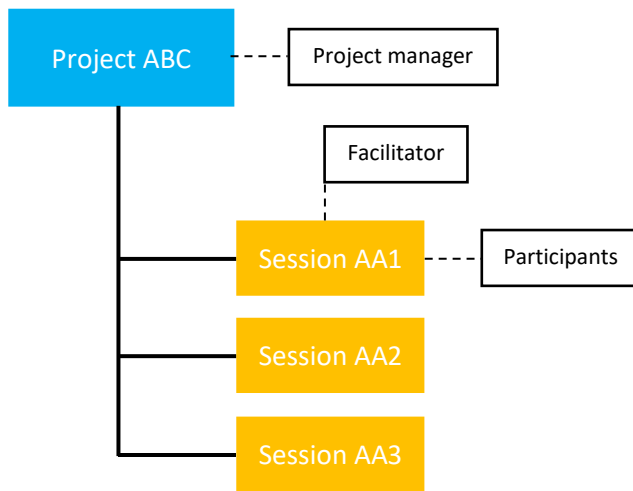 Project ABC
Project manager
Facilitator
Session AA1
Participants
Session AA2
Session AA3